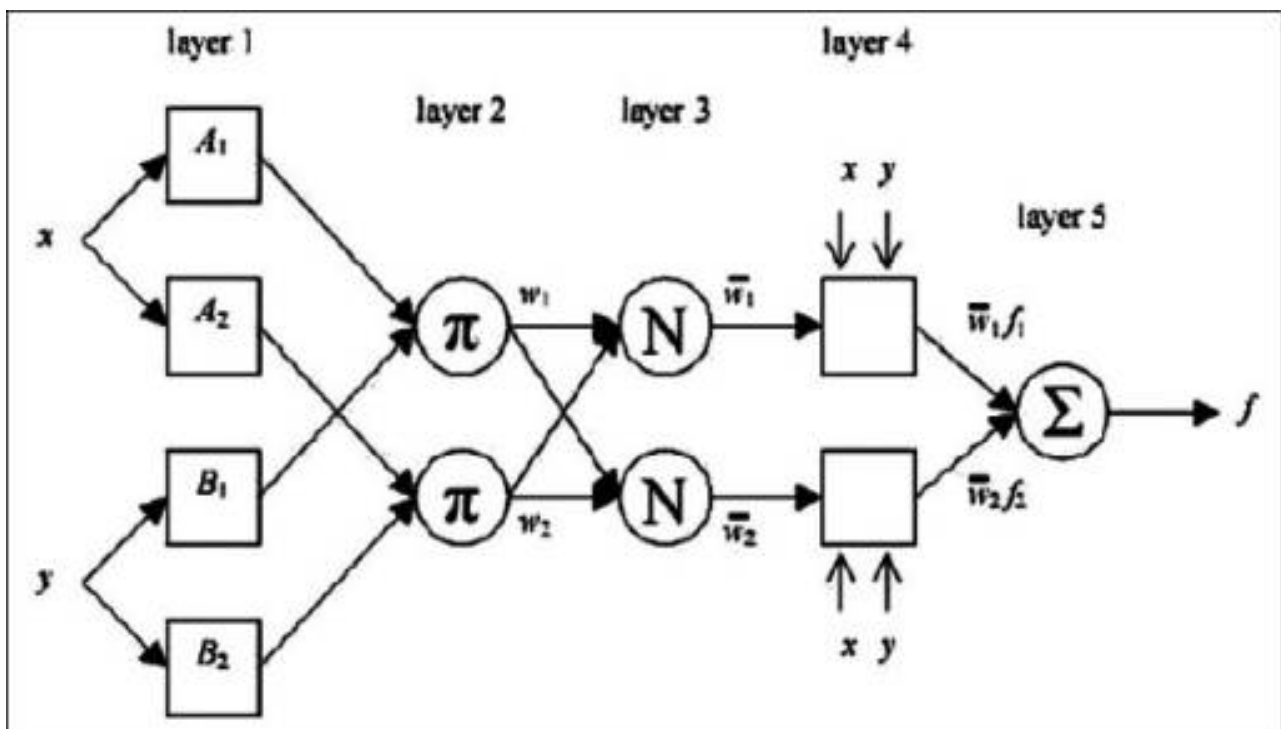 layer 1
layer 4
layer 2
layer 3
A₁
x y
layer 5
x
A₂
π
w₁
N
w̅₁
w̅₁f₁
Σ
f
B₁
π
w₂
N
w̅₂
w̅₂f₂
y
B₂
x y